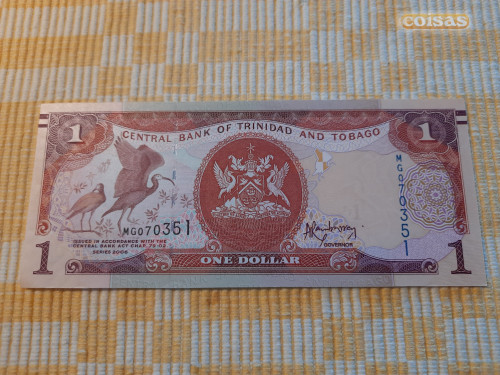 coisas
1
1
CENTRAL BANK OF TRINIDAD AND TOBAGO
MG070351
MG070351
ISSUED IN ACCORDANCE WITH THE
CENTRAL BANK ACT CHAP. 79:02
SERIES 2006
GOVERNOR
1
ONE DOLLAR
1